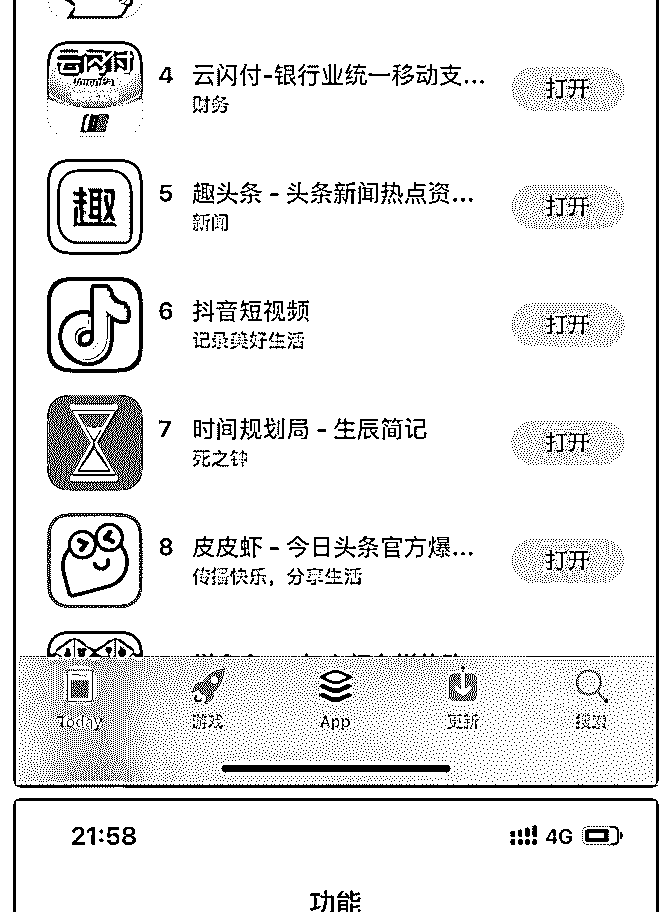 云闪付
UnionPay
4 云闪付-银行业统一移动支...
打开
财务
趣
5 趣头条 - 头条新闻热点资...
打开
新闻
6 抖音短视频
打开
记录美好生活
7 时间规划局 - 生辰简记
打开
死之钟
8 皮皮虾 - 今日头条官方爆...
打开
传播快乐，分享生活
Today 游戏 App 更新 搜索
21:58 4G
功能